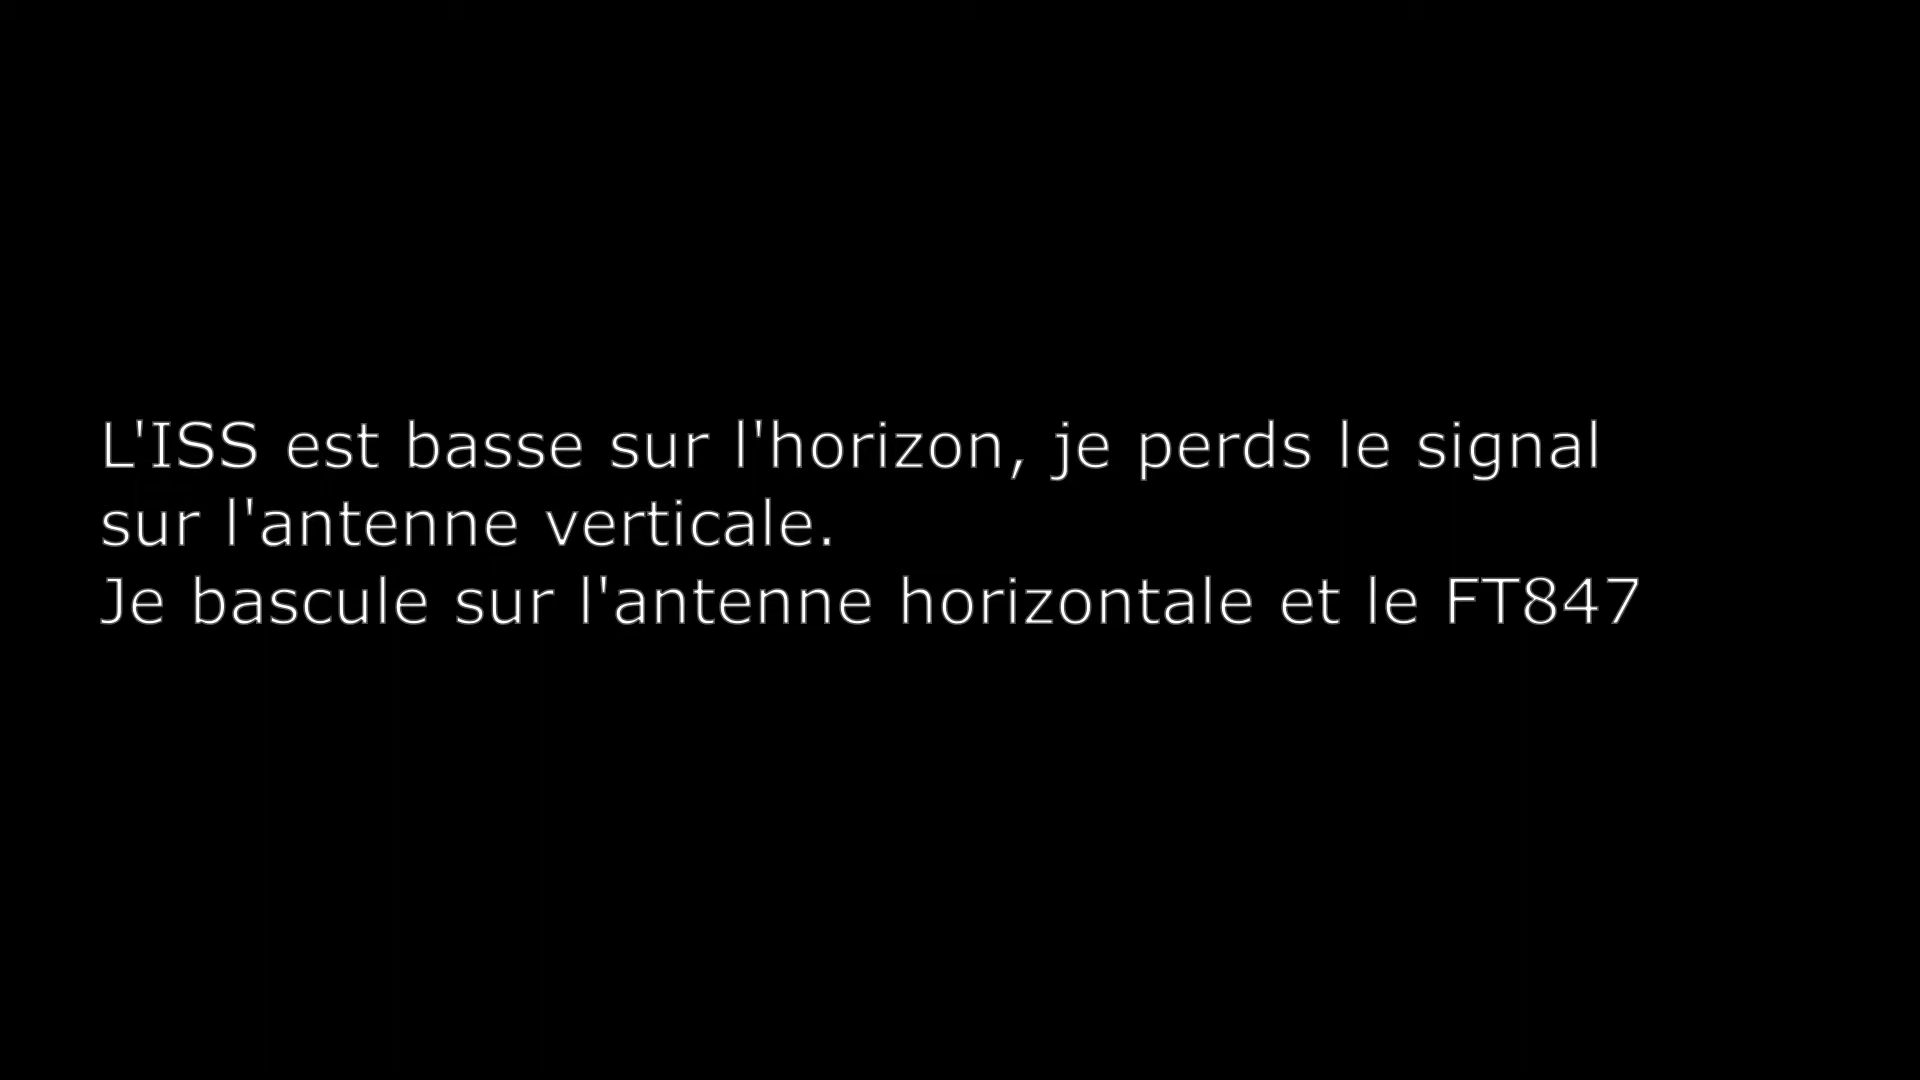 L'ISS est basse sur l'horizon, je perds le signal
sur l'antenne verticale.
Je bascule sur l'antenne horizontale et le FT847